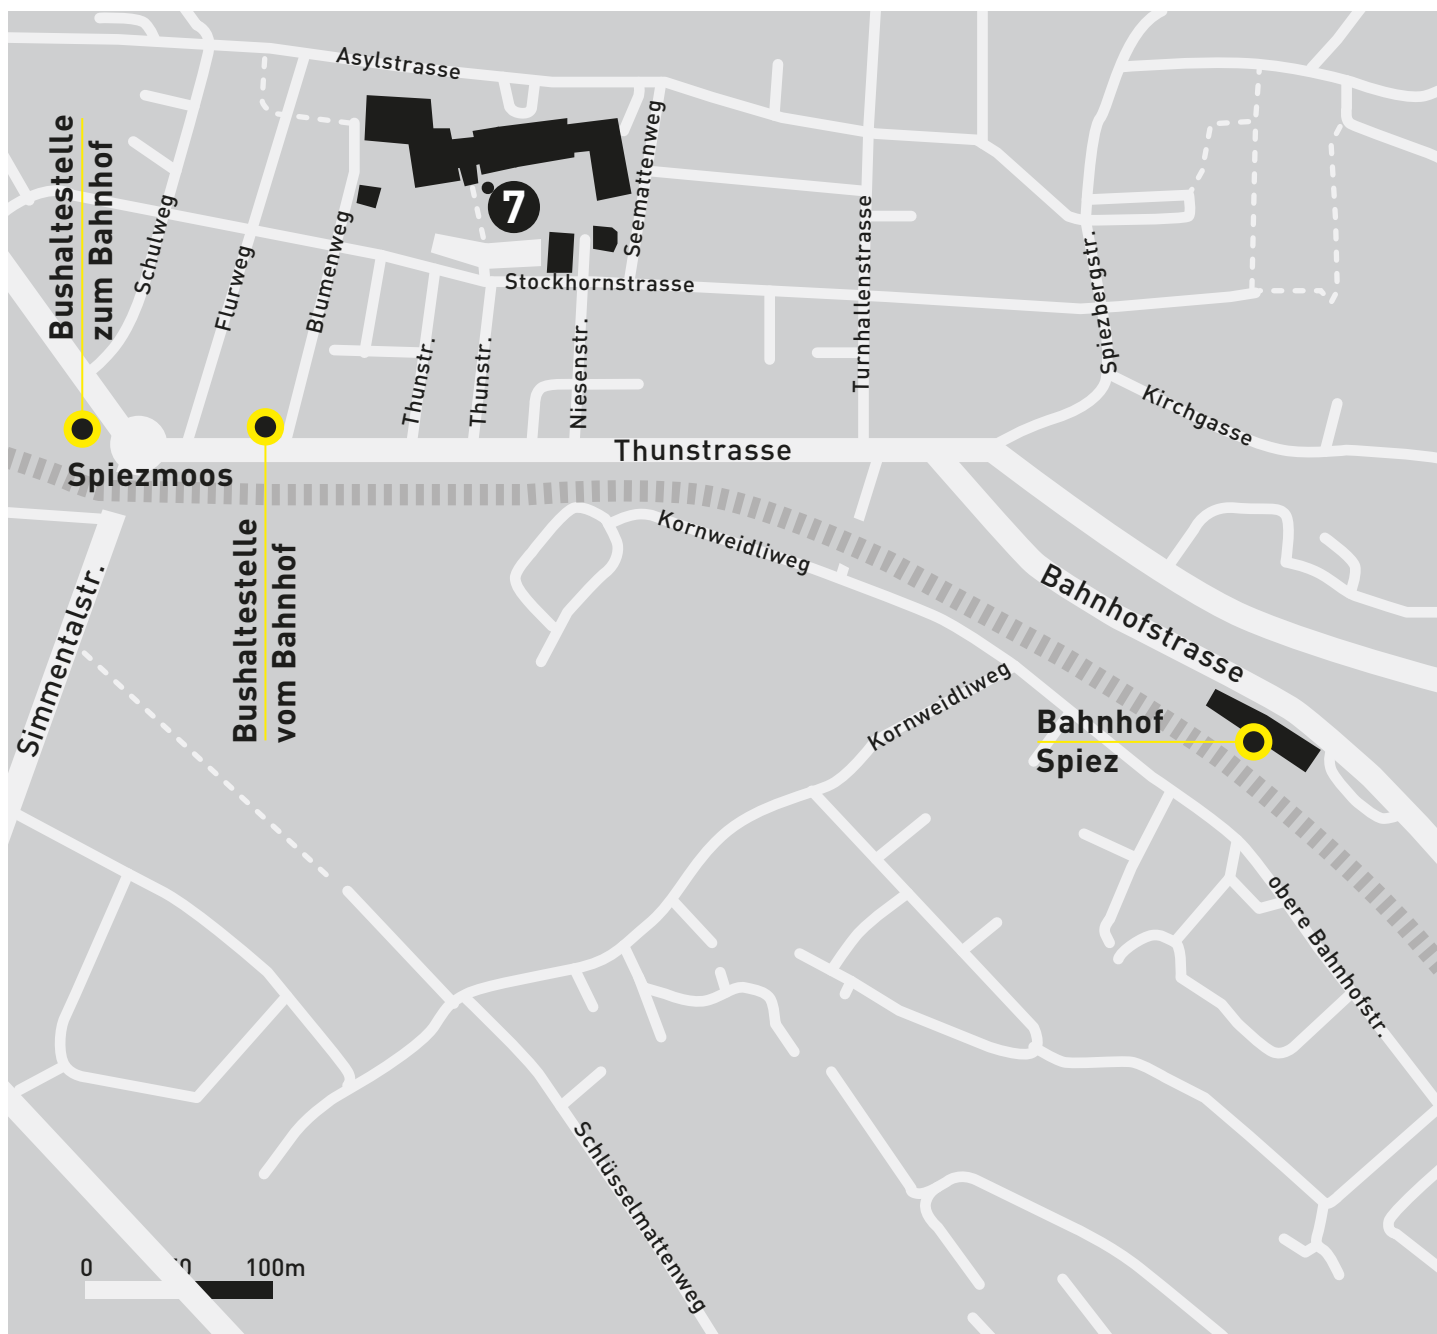 Asylstrasse
Bushaltestelle
zum Bahnhof
Schulweg
Flurweg
Blumenweg
7
Seemattenweg
Stockhornstrasse
Turnhallenstrasse
Spiezbergstr.
Thunstr.
Thunstr.
Niesenstr.
Kirchgasse
Thunstrasse
Spiezmoos
Bushaltestelle
vom Bahnhof
Kornweidliweg
Bahnhofstrasse
Simmentalstr.
Kornweidliweg
Bahnhof
Spiez
obere Bahnhofstr.
Schlüsselmattenweg
0
100m